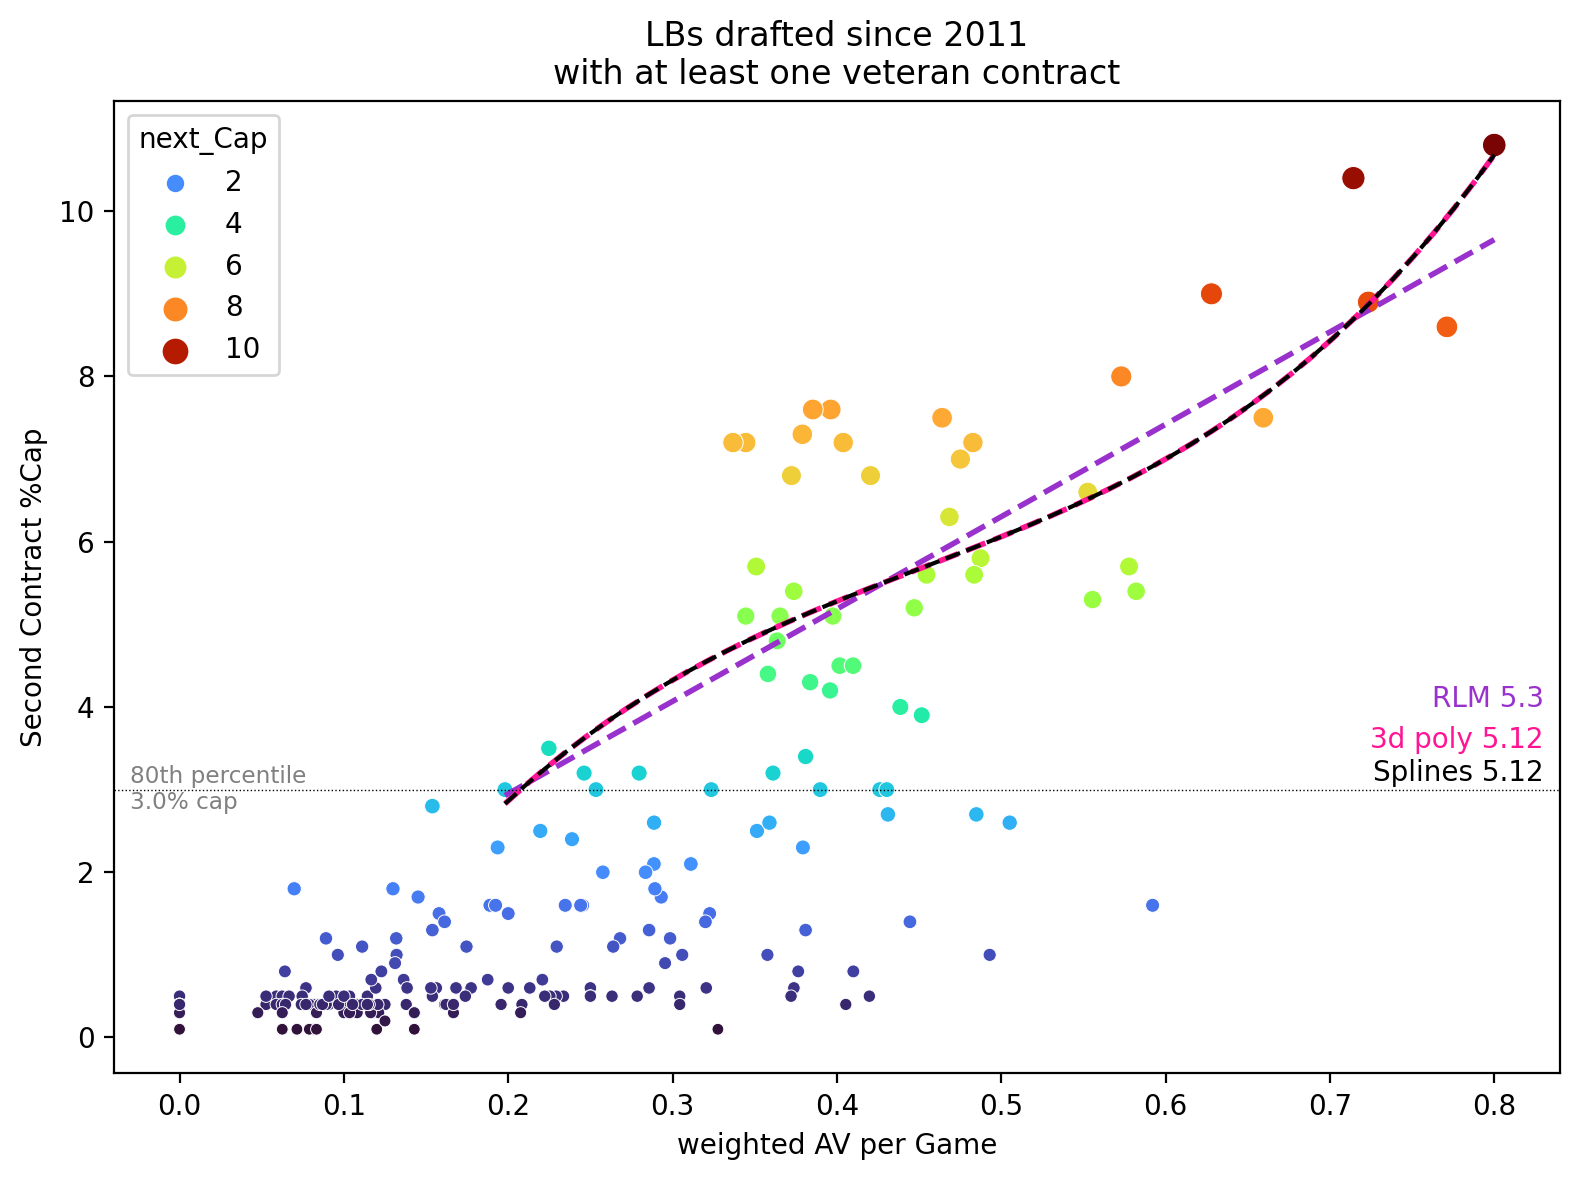 LBs drafted since 2011
with at least one veteran contract
next_Cap
2
4
6
8
10
10
8
6
4
2
0
Second Contract %Cap
80th percentile
3.0% cap
RLM 5.3
3d poly 5.12
Splines 5.12
0.0 0.1 0.2 0.3 0.4 0.5 0.6 0.7 0.8
weighted AV per Game